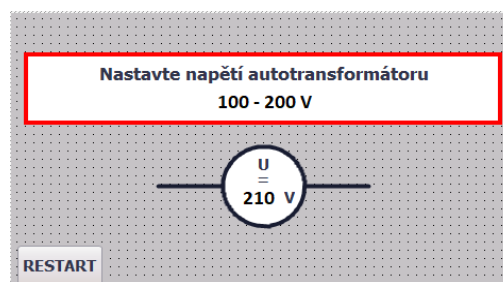 Nastavte napětí autotransformátoru
100 - 200 V
U
=
210 V
RESTART